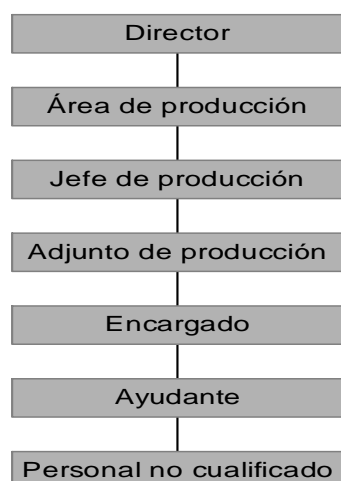 Director
Área de producción
Jefe de producción
Adjunto de producción
Encargado
Ayudante
Personal no cualificado